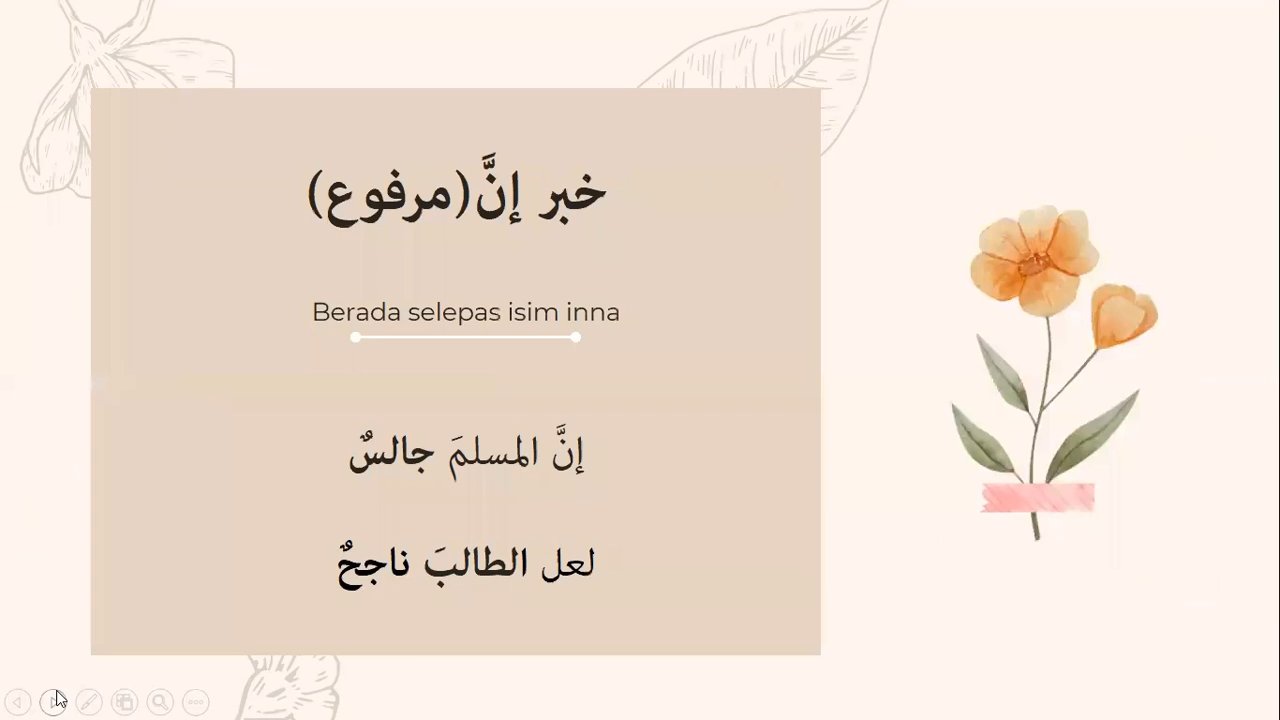 خبر إنَّ(مرفوع)
Berada selepas isim inna
إنَّ المسلمَ جالسٌ
لعل الطالبَ ناجحٌ